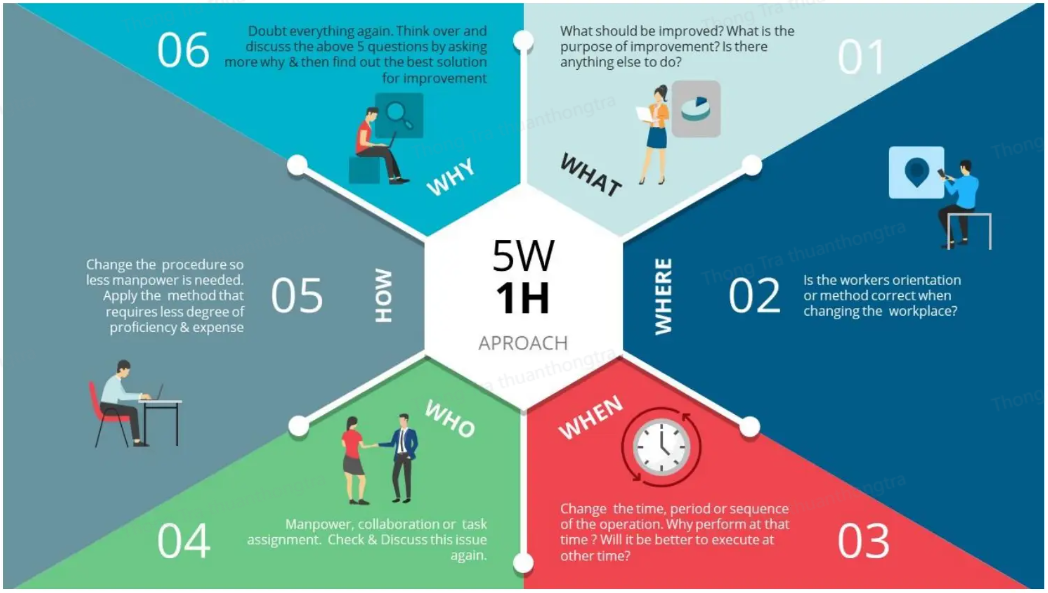 5W
1H
APROACH
01
What should be improved? What is the
purpose of improvement? Is there
anything else to do?
WHAT
02
Is the workers orientation
or method correct when
changing the workplace?
WHERE
03
Change the time, period or sequence
of the operation. Why perform at that
time ? Will it be better to execute at
other time?
WHEN
04
Manpower, collaboration or task
assignment. Check & Discuss this issue
again.
WHO
05
Change the procedure so
less manpower is needed.
Apply the method that
requires less degree of
proficiency & expense
HOW
06
Doubt everything again. Think over and
discuss the above 5 questions by asking
more why & then find out the best solution
for improvement
WHY
Thong Tra thuanthongtra